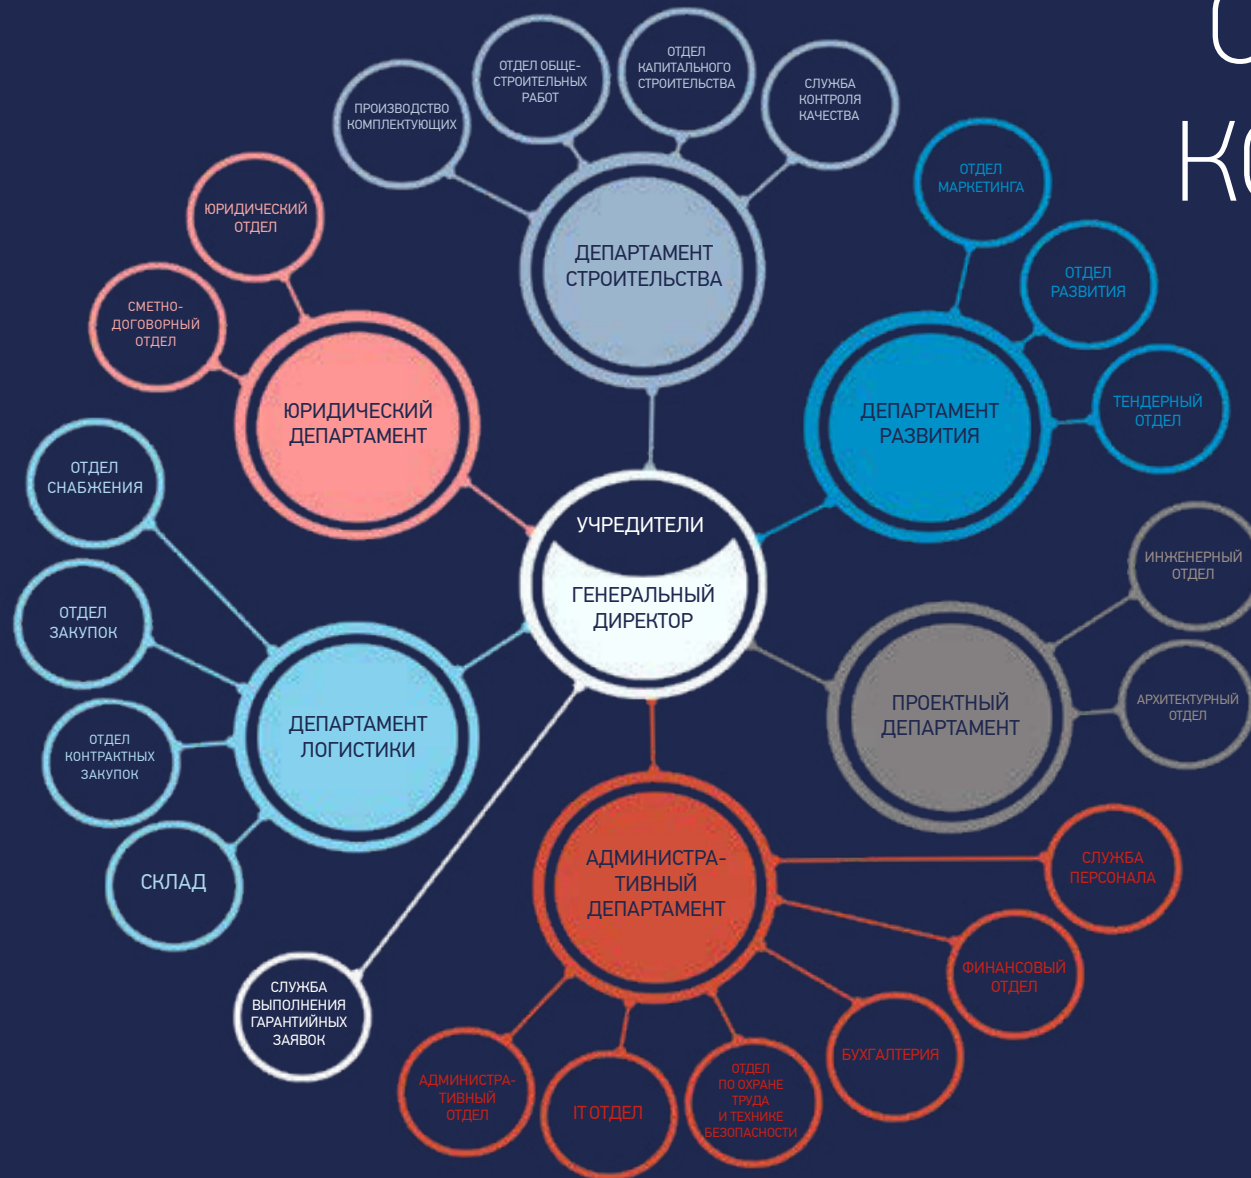 С
КО
ОТДЕЛ ОБЩЕ-
СТРОИТЕЛЬНЫХ
РАБОТ
ОТДЕЛ
КАПИТАЛЬНОГО
СТРОИТЕЛЬСТВА
ПРОИЗВОДСТВО
КОМПЛЕКТУЮЩИХ
СЛУЖБА
КОНТРОЛЯ
КАЧЕСТВА
ДЕПАРТАМЕНТ
СТРОИТЕЛЬСТВА
ОТДЕЛ
МАРКЕТИНГА
ОТДЕЛ
РАЗВИТИЯ
ТЕНДЕРНЫЙ
ОТДЕЛ
ДЕПАРТАМЕНТ
РАЗВИТИЯ
ЮРИДИЧЕСКИЙ
ОТДЕЛ
СМЕТНО-
ДОГОВОРНЫЙ
ОТДЕЛ
ЮРИДИЧЕСКИЙ
ДЕПАРТАМЕНТ
УЧРЕДИТЕЛИ
ГЕНЕРАЛЬНЫЙ
ДИРЕКТОР
ИНЖЕНЕРНЫЙ
ОТДЕЛ
АРХИТЕКТУРНЫЙ
ОТДЕЛ
ПРОЕКТНЫЙ
ДЕПАРТАМЕНТ
ОТДЕЛ
СНАБЖЕНИЯ
ОТДЕЛ
ЗАКУПОК
ОТДЕЛ
КОНТРАКТНЫХ
ЗАКУПОК
СКЛАД
ДЕПАРТАМЕНТ
ЛОГИСТИКИ
СЛУЖБА
ВЫПОЛНЕНИЯ
ГАРАНТИЙНЫХ
ЗАЯВОК
АДМИНИСТРА-
ТИВНЫЙ
ДЕПАРТАМЕНТ
СЛУЖБА
ПЕРСОНАЛА
ФИНАНСОВЫЙ
ОТДЕЛ
БУХГАЛТЕРИЯ
ОТДЕЛ
ПО ОХРАНЕ
ТРУДА
И ТЕХНИКЕ
БЕЗОПАСНОСТИ
IT ОТДЕЛ
АДМИНИСТРА-
ТИВНЫЙ
ОТДЕЛ